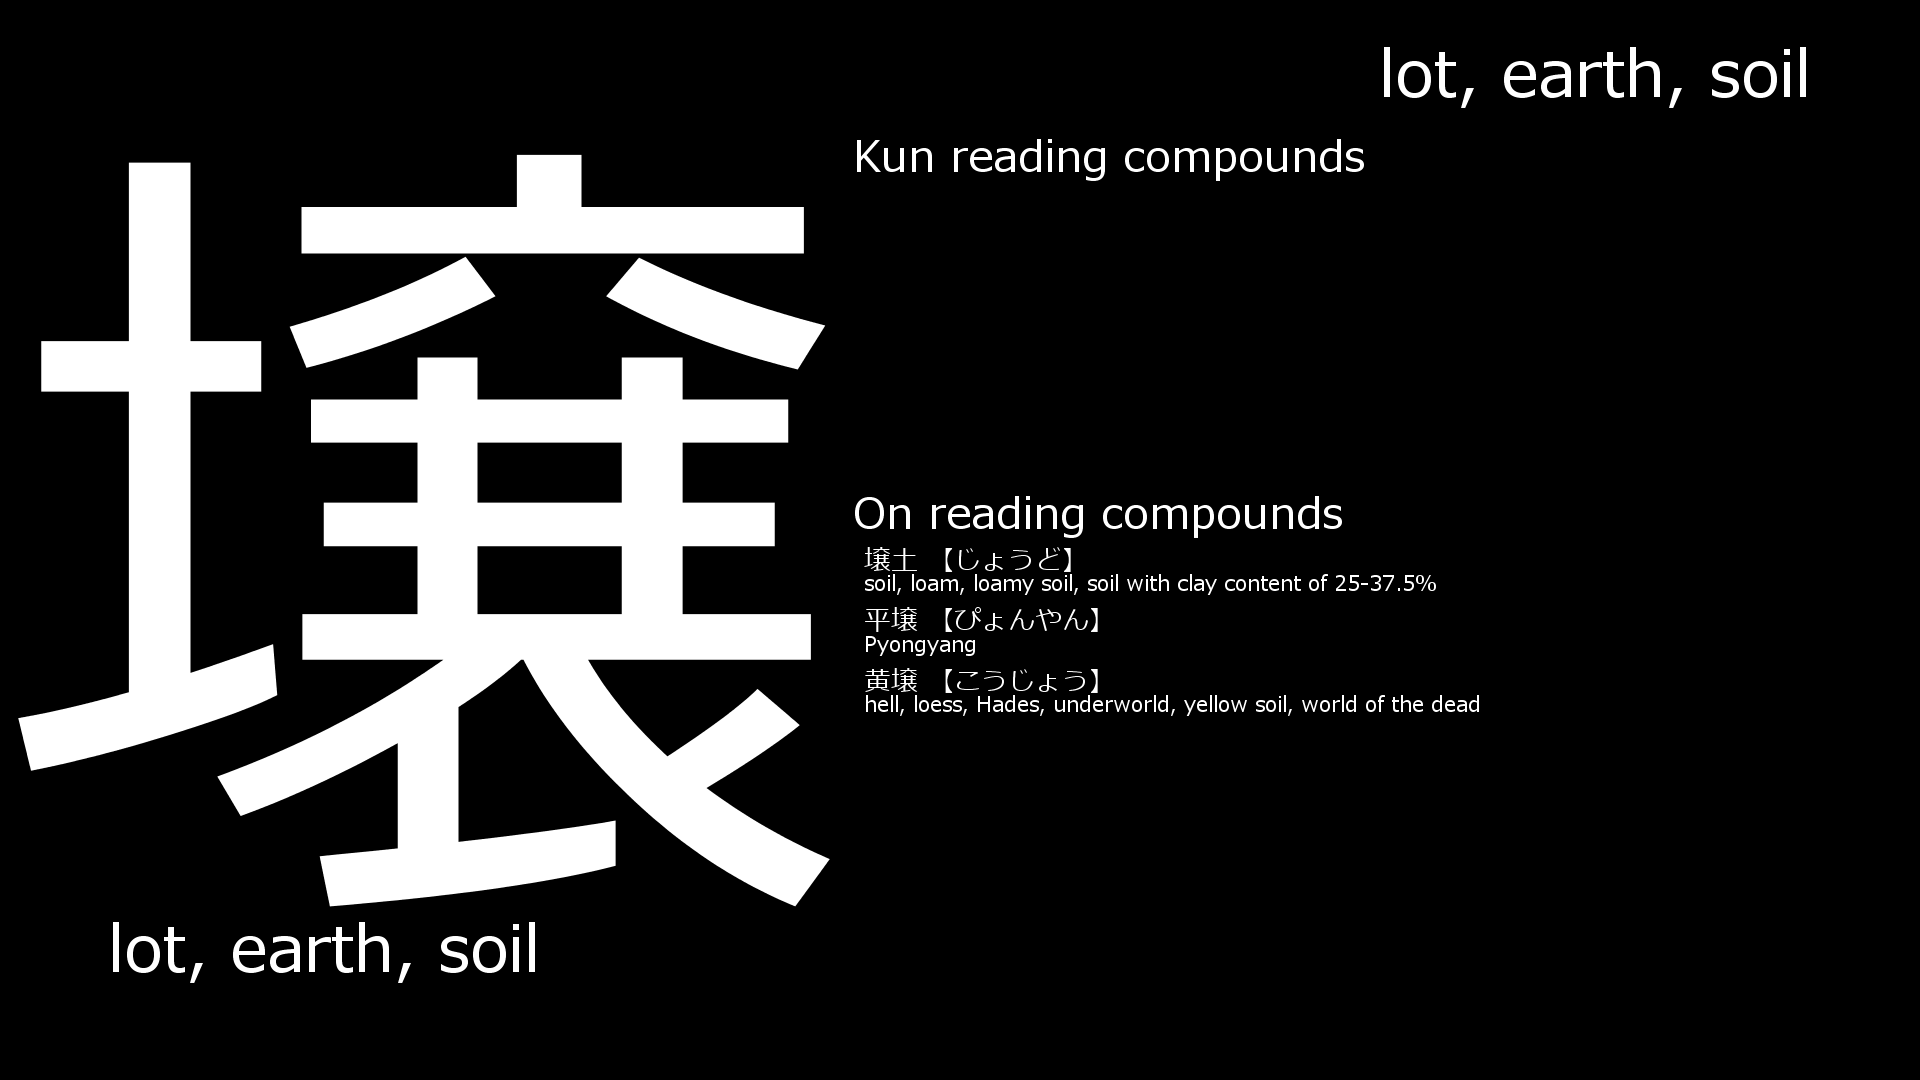 lot, earth, soil
壌
Kun reading compounds
On reading compounds
壌土 【じょうど】
soil, loam, loamy soil, soil with clay content of 25-37.5%
平壌 【ぴょんやん】
Pyongyang
黄壌 【こうじょう】
hell, loess, Hades, underworld, yellow soil, world of the dead
lot, earth, soil